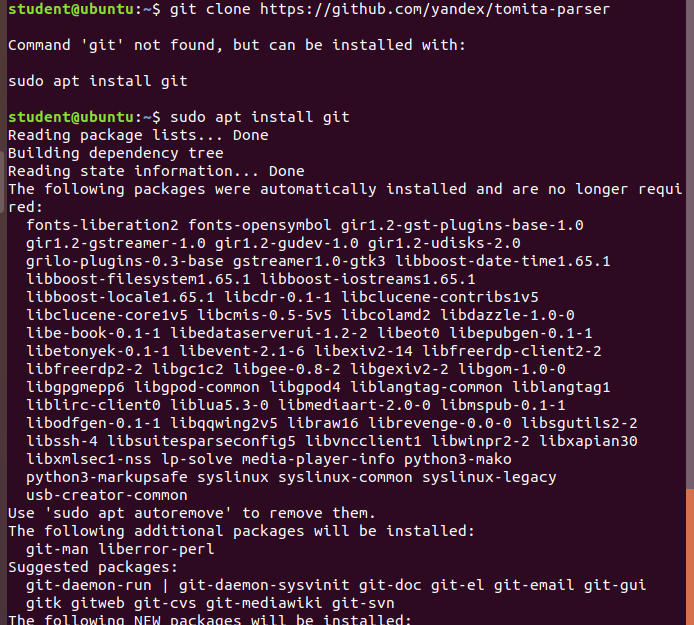 student@ubuntu:~$ git clone https://github.com/yandex/tomita-parser
Command 'git' not found, but can be installed with:
sudo apt install git
student@ubuntu:~$ sudo apt install git
Reading package lists... Done
Building dependency tree
Reading state information... Done
The following packages were automatically installed and are no longer requi
red:
fonts-liberation2 fonts-opensymbol gir1.2-gst-plugins-base-1.0
gir1.2-gstreamer-1.0 gir1.2-gudev-1.0 gir1.2-udisks-2.0
grilo-plugins-0.3-base gstreamer1.0-gtk3 libboost-date-time1.65.1
libboost-filesystem1.65.1 libboost-iostreams1.65.1
libboost-locale1.65.1 libcdr-0.1-1 libclucene-contribs1v5
libclucene-core1v5 libcmis-0.5-5v5 libcolamd2 libdazzle-1.0-0
libe-book-0.1-1 libedataserverui-1.2-2 libeot0 libepubgen-0.1-1
libetonyek-0.1-1 libevent-2.1-6 libexiv2-14 libfreerdp-client2-2
libfreerdp2-2 libgc1c2 libgee-0.8-2 libgexiv2-2 libgom-1.0-0
libgpgmepp6 libgpod-common libgpod4 liblangtag-common liblangtag1
liblirc-client0 liblua5.3-0 libmediaart-2.0-0 libmspub-0.1-1
libodfgen-0.1-1 libqqwing2v5 libraw16 librevenge-0.0-0 libsgutils2-2
libssh-4 libsuitesparseconfig5 libvncclient1 libwinpr2-2 libxapian30
libxmlsec1-nss lp-solve media-player-info python3-mako
python3-markupsafe syslinux syslinux-common syslinux-legacy
usb-creator-common
Use 'sudo apt autoremove' to remove them.
The following additional packages will be installed:
git-man liberror-perl
Suggested packages:
git-daemon-run | git-daemon-sysvinit git-doc git-el git-email git-gui
gitk gitweb git-cvs git-mediawiki git-svn
The following NEW packages will be installed: